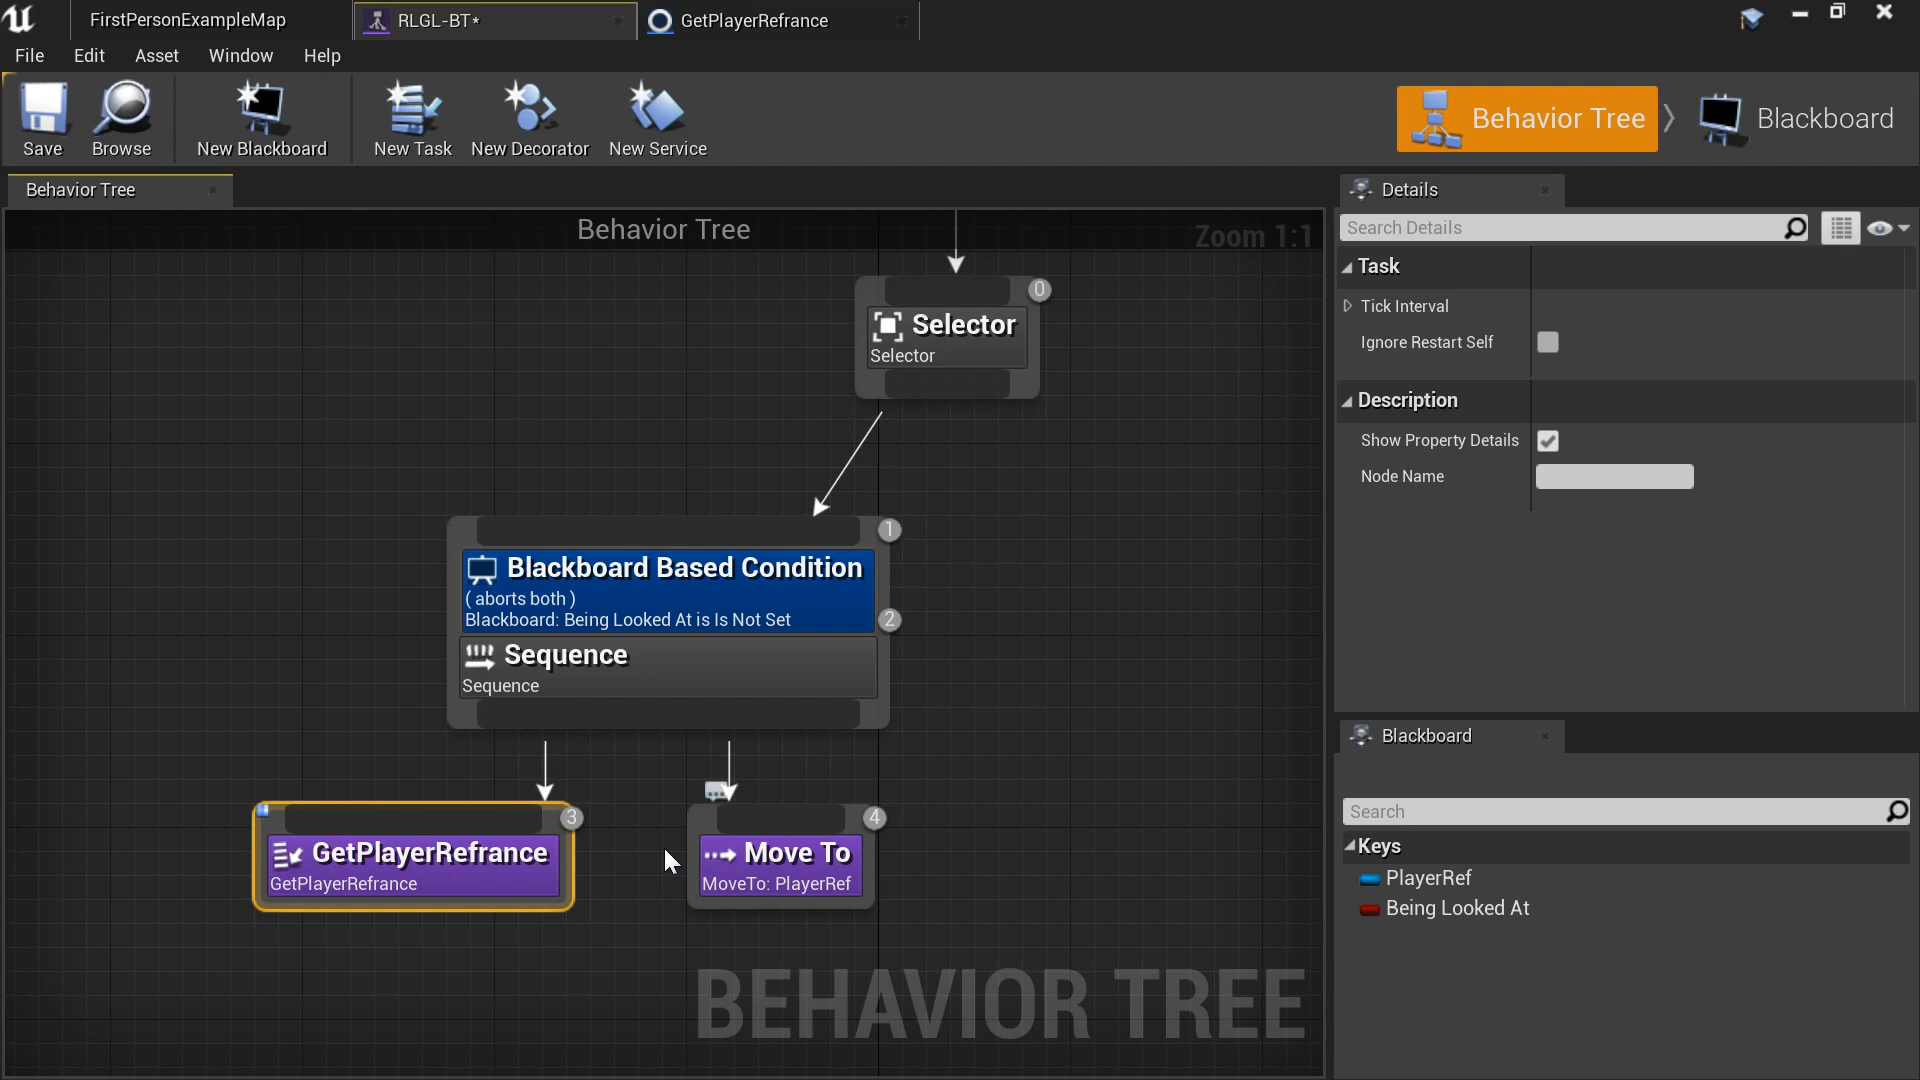 FirstPersonExampleMap
RLGL-BT*
GetPlayerRefrance
File
Edit
Asset
Window
Help
Save
Browse
New Blackboard
New Task
New Decorator
New Service
Behavior Tree
Blackboard
Behavior Tree
Behavior Tree
Zoom 1:1
0
Selector
Selector
1
Blackboard Based Condition
( aborts both )
Blackboard: Being Looked At is Is Not Set
2
Sequence
Sequence
3
GetPlayerRefrance
GetPlayerRefrance
4
Move To
MoveTo: PlayerRef
BEHAVIOR TREE
Details
Search Details
Task
Tick Interval
Ignore Restart Self
Description
Show Property Details
Node Name
Blackboard
Search
Keys
PlayerRef
Being Looked At